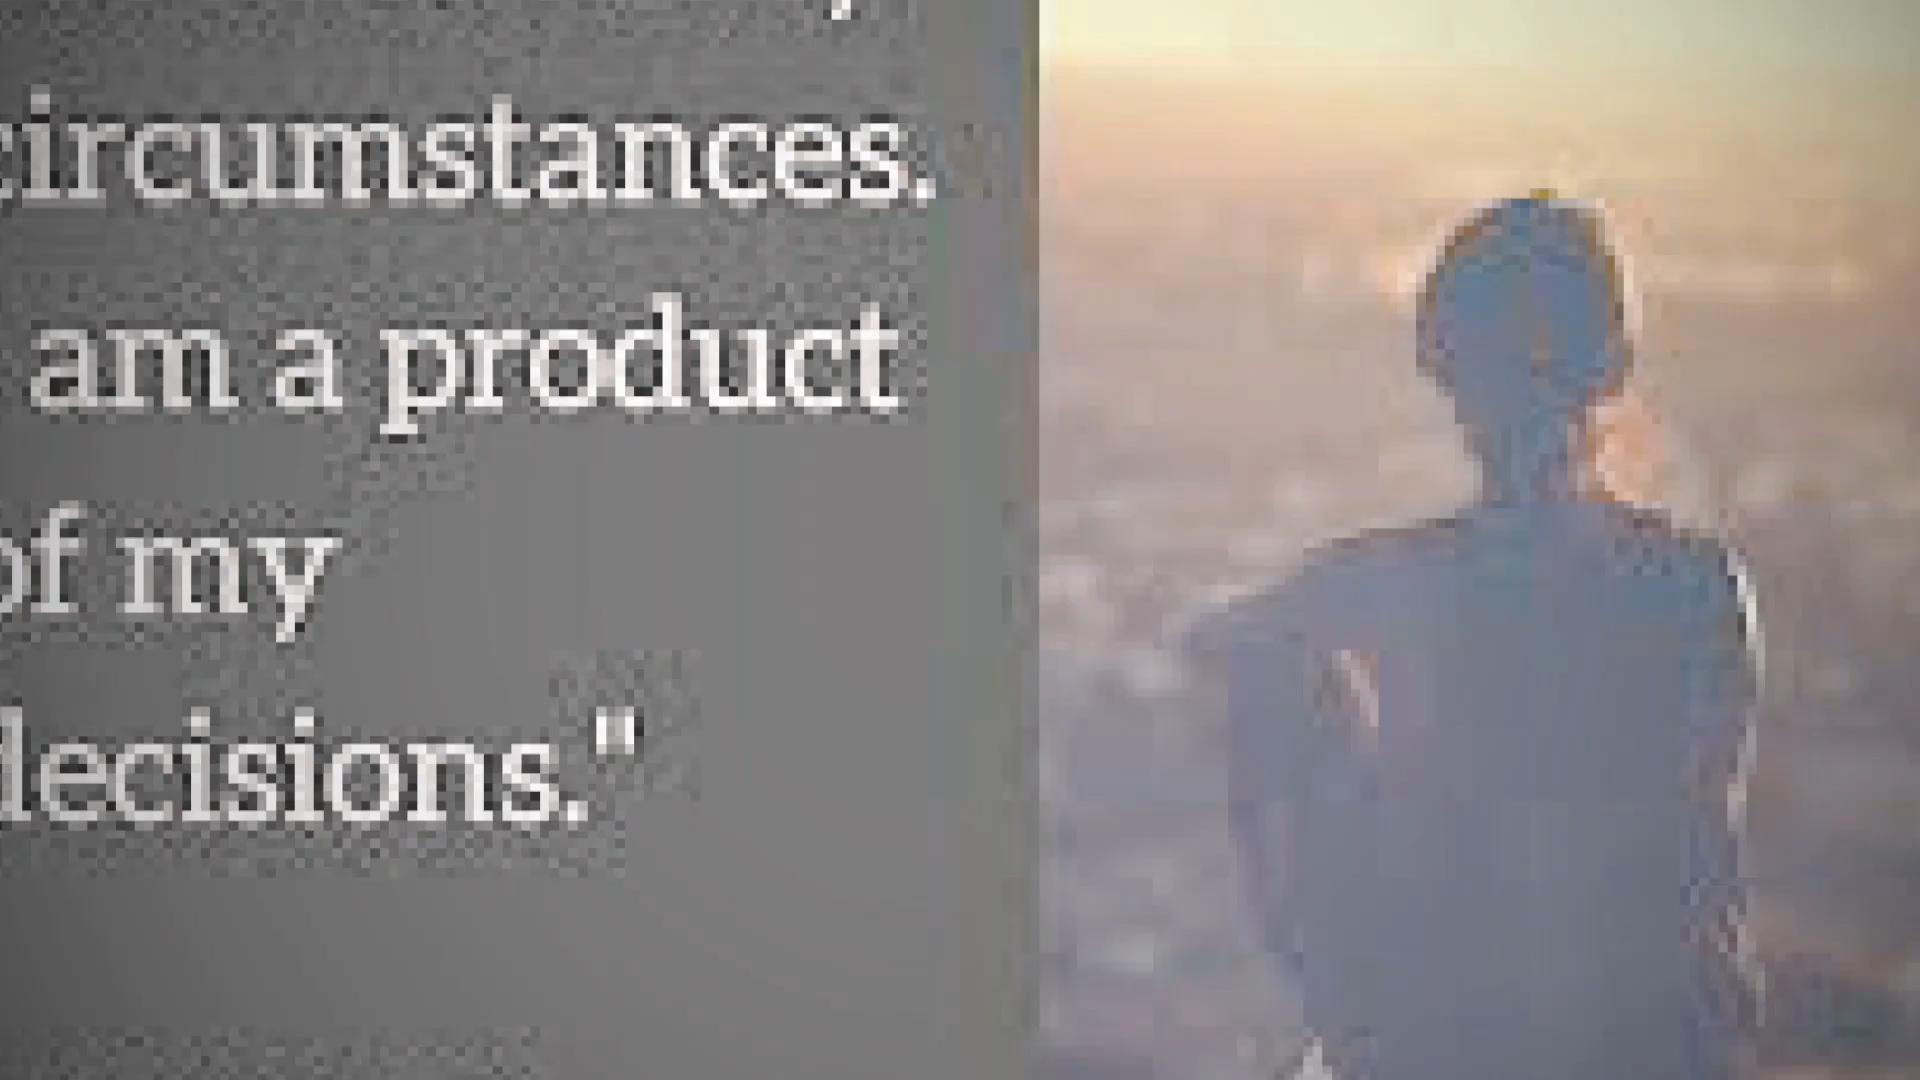 circumstances.
am a product
of my
decisions."